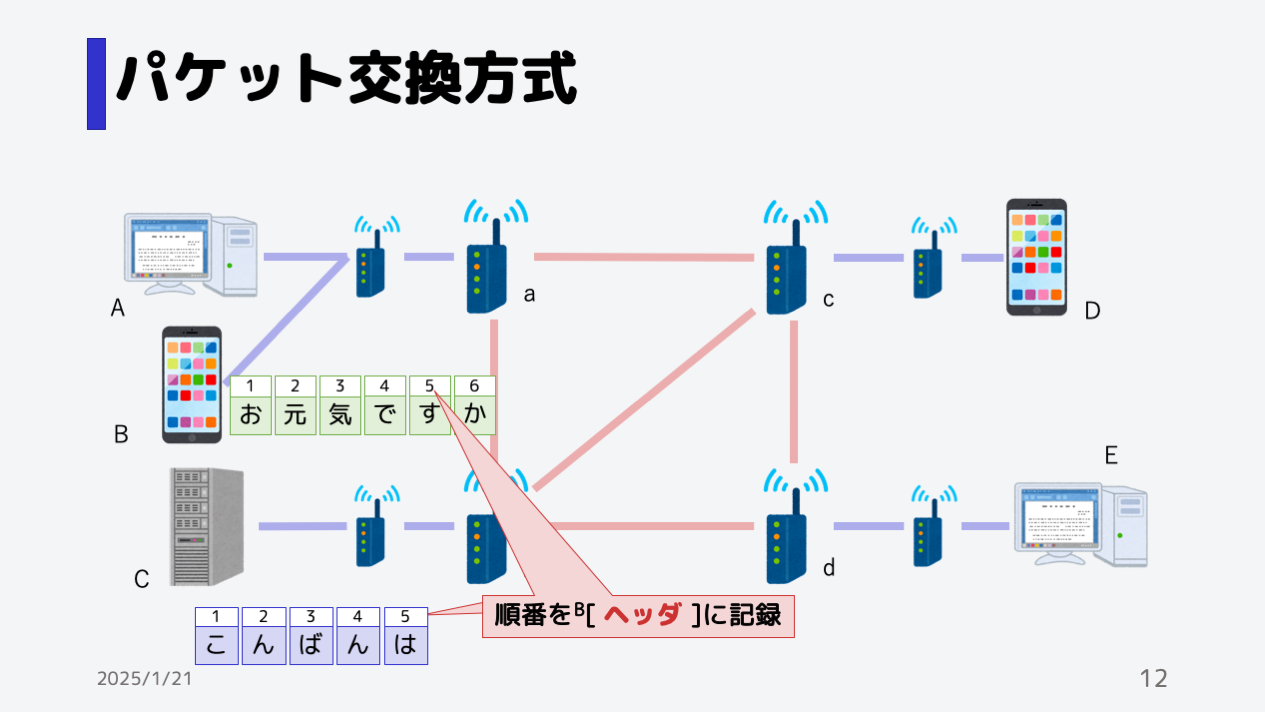 パケット交換方式
A
a
c
D
B
1 2 3 4 5 6
お 元 気 で す か
E
C
d
順番をB[ ヘッダ ]に記録
1 2 3 4 5
こ ん ば ん は
2025/1/21
12